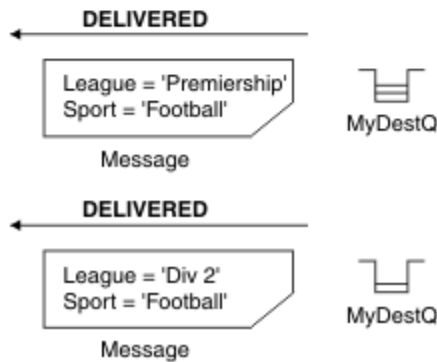 DELIVERED
League = 'Premiership'
Sport = 'Football'
MyDestQ
Message
DELIVERED
League = 'Div 2'
Sport = 'Football'
MyDestQ
Message